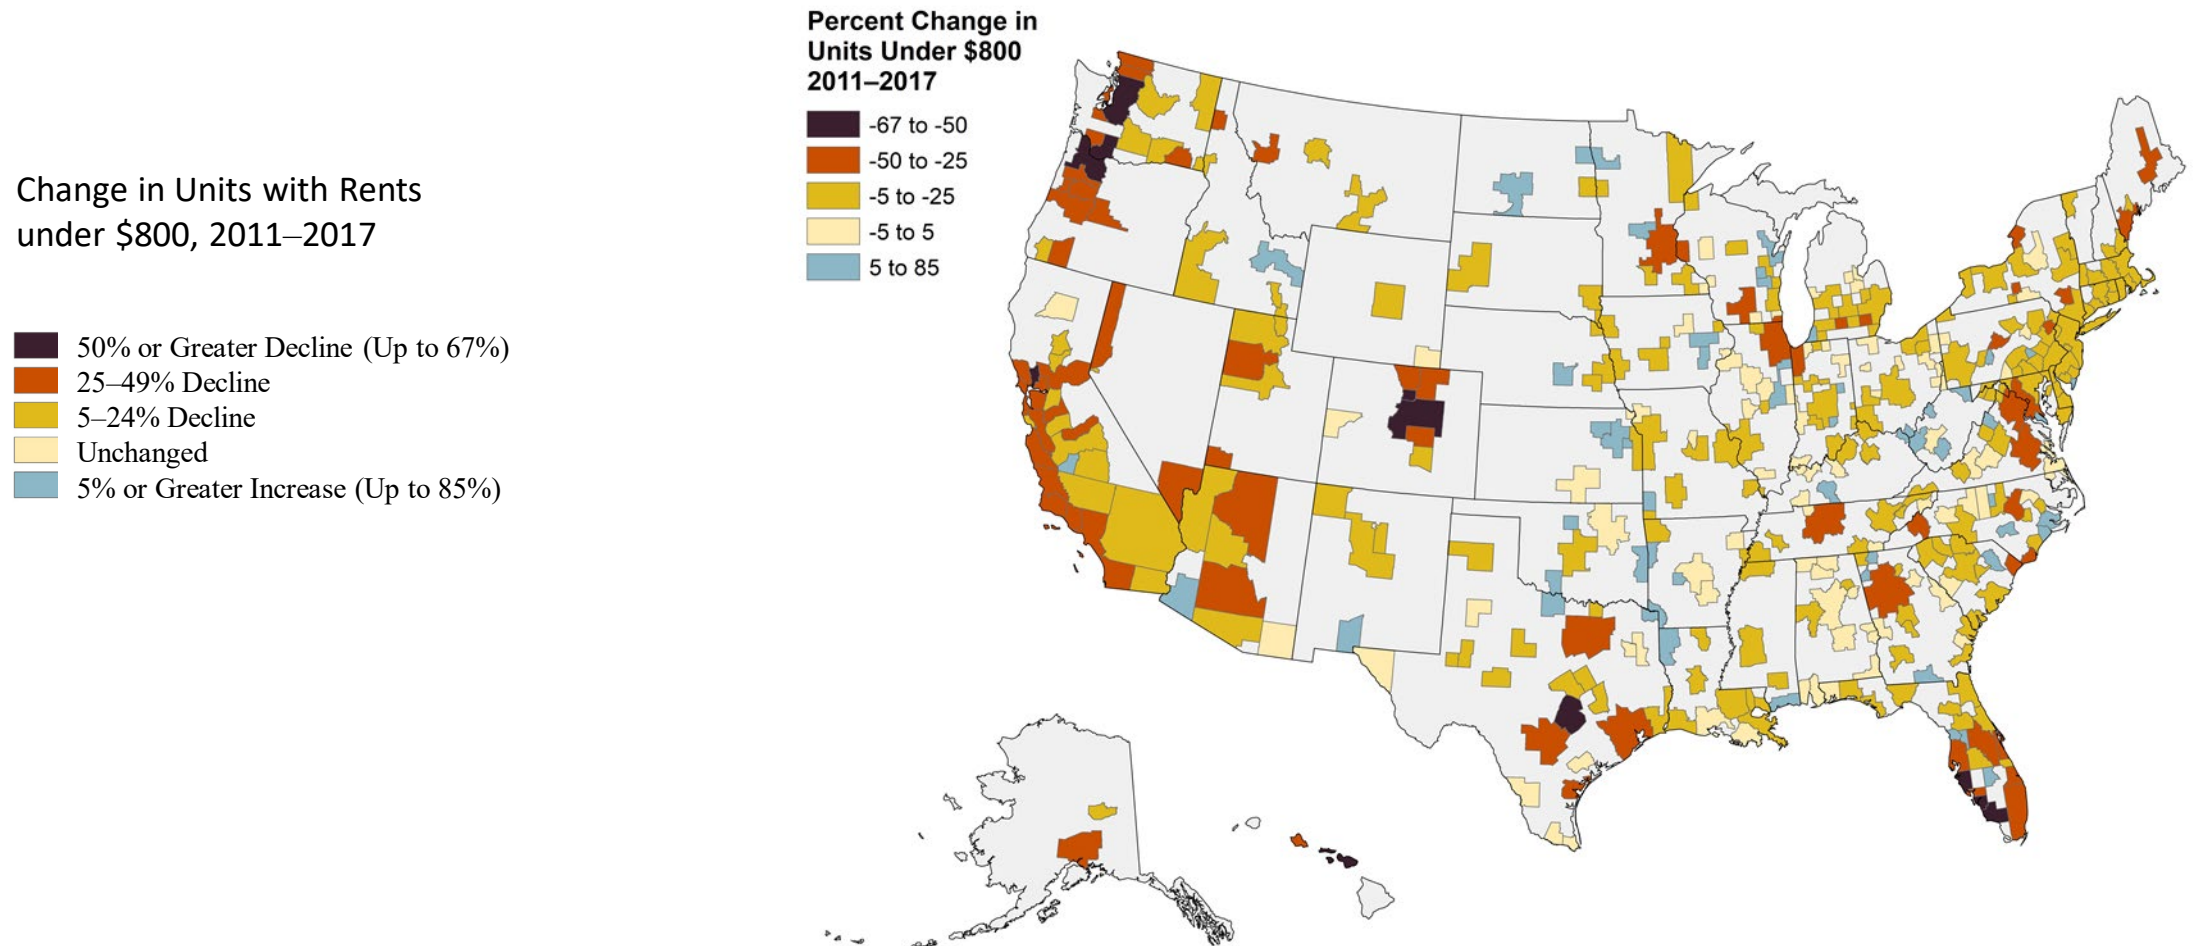 Change in Units with Rents
under $800, 2011–2017
50% or Greater Decline (Up to 67%)
25–49% Decline
5–24% Decline
Unchanged
5% or Greater Increase (Up to 85%)
Percent Change in
Units Under $800
2011–2017
-67 to -50
-50 to -25
-5 to -25
-5 to 5
5 to 85